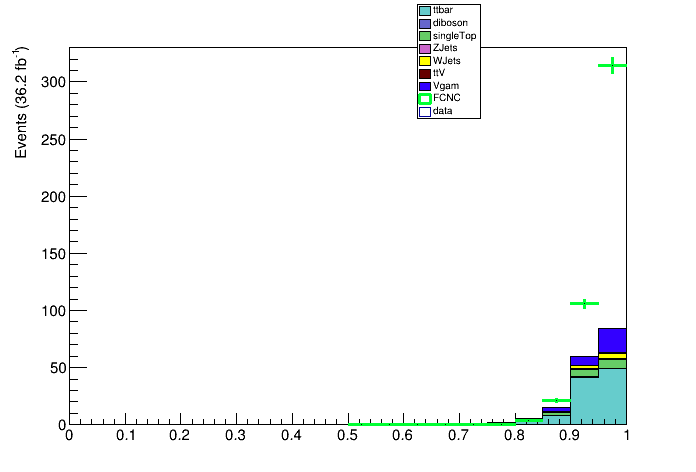 ttbar
diboson
singleTop
ZJets
WJets
ttV
Vgam
FCNC
data
Events (36.2 fb⁻¹)
300
250
200
150
100
50
0
0 0.1 0.2 0.3 0.4 0.5 0.6 0.7 0.8 0.9 1